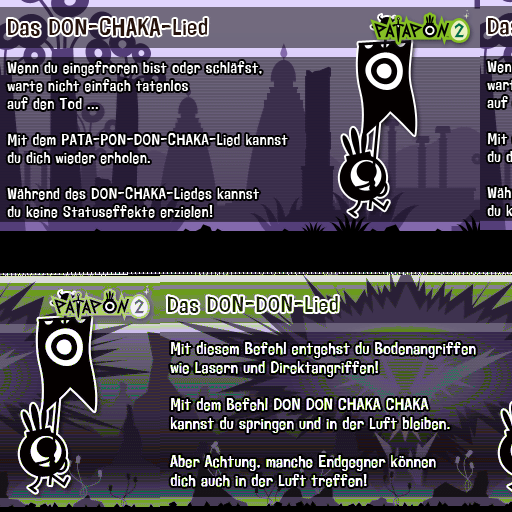 Das DON-CHAKA-Lied
PATAPON 2
Das
Wenn du eingefroren bist oder schläfst,
warte nicht einfach tatenlos
auf den Tod ...
Mit dem PATA-PON-DON-CHAKA-Lied kannst
du dich wieder erholen.
Während des DON-CHAKA-Liedes kannst
du keine Statuseffekte erzielen!
PATAPON 2
Das DON-DON-Lied
Mit diesem Befehl entgehst du Bodenangriffen
wie Lasern und Direktangriffen!
Mit dem Befehl DON DON CHAKA CHAKA
kannst du springen und in der Luft bleiben.
Aber Achtung, manche Endgegner können
dich auch in der Luft treffen!